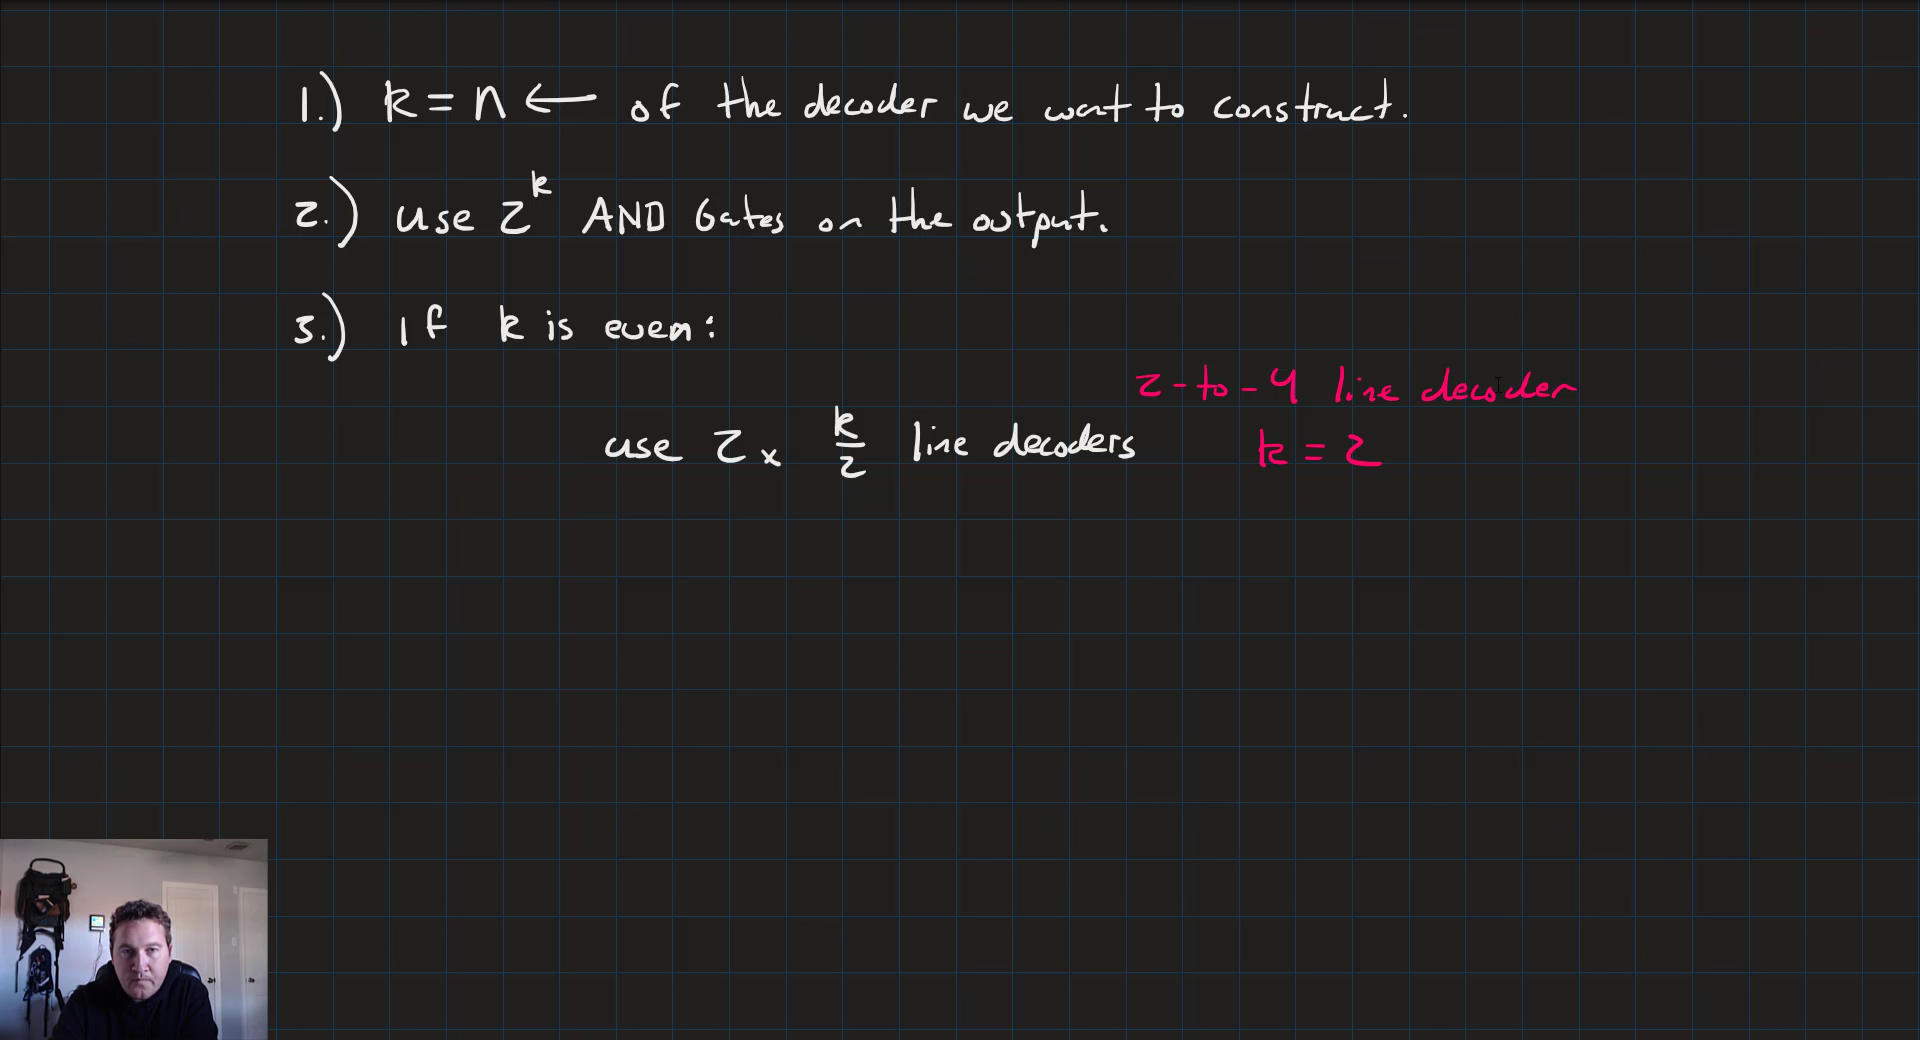 1.) k = n ← of the decoder we want to construct.
2.) use 2^k AND Gates on the output.
3.) If k is even:
2-to-4 line decoder
use 2x k/2 line decoders
k = 2